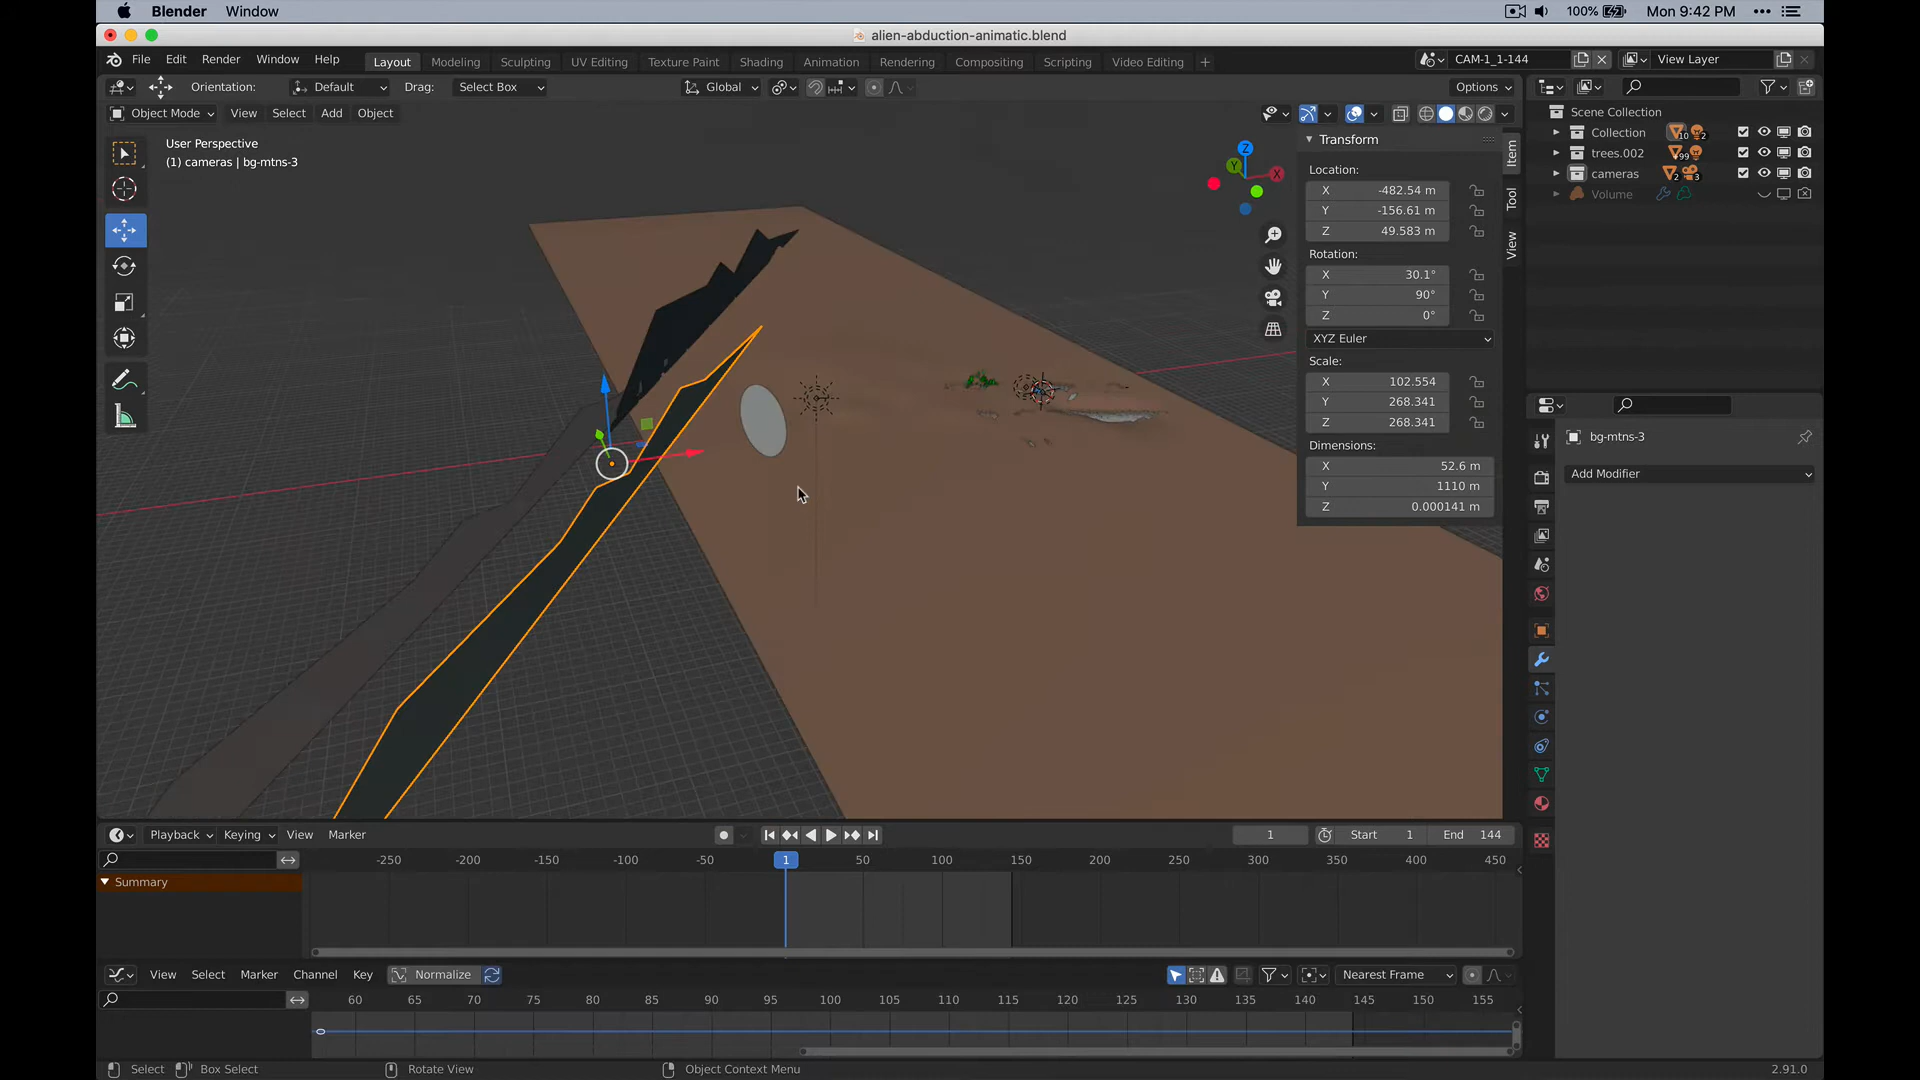 Blender Window 100% Mon 9:42 PM
alien-abduction-animatic.blend
File Edit Render Window Help Layout Modeling Sculpting UV Editing Texture Paint Shading Animation Rendering Compositing Scripting Video Editing + CAM-1_1-144 View Layer
Orientation: Default Drag: Select Box Global Options
Object Mode View Select Add Object
User Perspective
(1) cameras | bg-mtns-3
Z
Y
X
Transform
Location:
X -482.54 m
Y -156.61 m
Z 49.583 m
Rotation:
X 30.1°
Y 90°
Z 0°
XYZ Euler
Scale:
X 102.554
Y 268.341
Z 268.341
Dimensions:
X 52.6 m
Y 1110 m
Z 0.000141 m
Item
Tool
View
Scene Collection
Collection 10 2
trees.002 99
cameras 2 3
Volume
bg-mtns-3
Add Modifier
Playback Keying View Marker 1 Start 1 End 144
-250 -200 -150 -100 -50 1 50 100 150 200 250 300 350 400 450
Summary
View Select Marker Channel Key Normalize Nearest Frame
60 65 70 75 80 85 90 95 100 105 110 115 120 125 130 135 140 145 150 155
Select Box Select Rotate View Object Context Menu 2.91.0